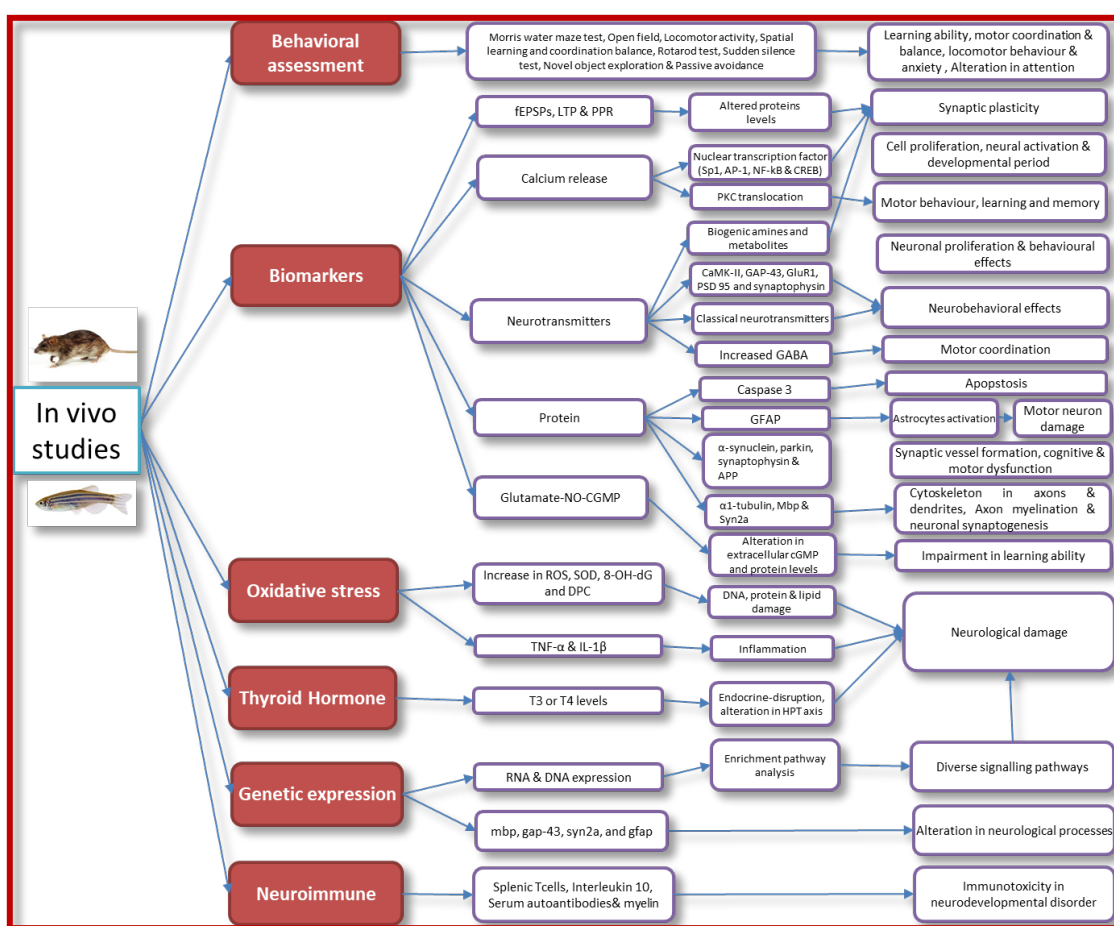 Behavioral
assessment
Morris water maze test, Open field, Locomotor activity, Spatial
learning and coordination balance, Rotarod test, Sudden silence
test, Novel object exploration & Passive avoidance
Learning ability, motor coordination &
balance, locomotor behaviour &
anxiety , Alteration in attention
fEPSPs, LTP & PPR
Altered proteins
levels
Synaptic plasticity
Calcium release
Nuclear transcription factor
(Sp1, AP-1, NF-kB & CREB)
Cell proliferation, neural activation &
developmental period
PKC translocation
Motor behaviour, learning and memory
Biomarkers
Biogenic amines and
metabolites
Neuronal proliferation & behavioural
effects
Neurotransmitters
CaMK-II, GAP-43, GluR1,
PSD 95 and synaptophysin
Classical neurotransmitters
Neurobehavioral effects
Increased GABA
Motor coordination
In vivo
studies
Protein
Caspase 3
Apopstosis
GFAP
Astrocytes activation
Motor neuron
damage
α-synuclein, parkin,
synaptophysin &
APP
Synaptic vessel formation, cognitive &
motor dysfunction
Glutamate-NO-CGMP
α1-tubulin, Mbp &
Syn2a
Cytoskeleton in axons &
dendrites, Axon myelination &
neuronal synaptogenesis
Alteration in
extracellular cGMP
and protein levels
Impairment in learning ability
Oxidative stress
Increase in ROS, SOD, 8-OH-dG
and DPC
DNA, protein & lipid
damage
Neurological damage
TNF-α & IL-1β
Inflammation
Thyroid Hormone
T3 or T4 levels
Endocrine-disruption,
alteration in HPT axis
Genetic expression
RNA & DNA expression
Enrichment pathway
analysis
Diverse signalling pathways
mbp, gap-43, syn2a, and gfap
Alteration in neurological processes
Neuroimmune
Splenic Tcells, Interleukin 10,
Serum autoantibodies& myelin
Immunotoxicity in
neurodevelopmental disorder